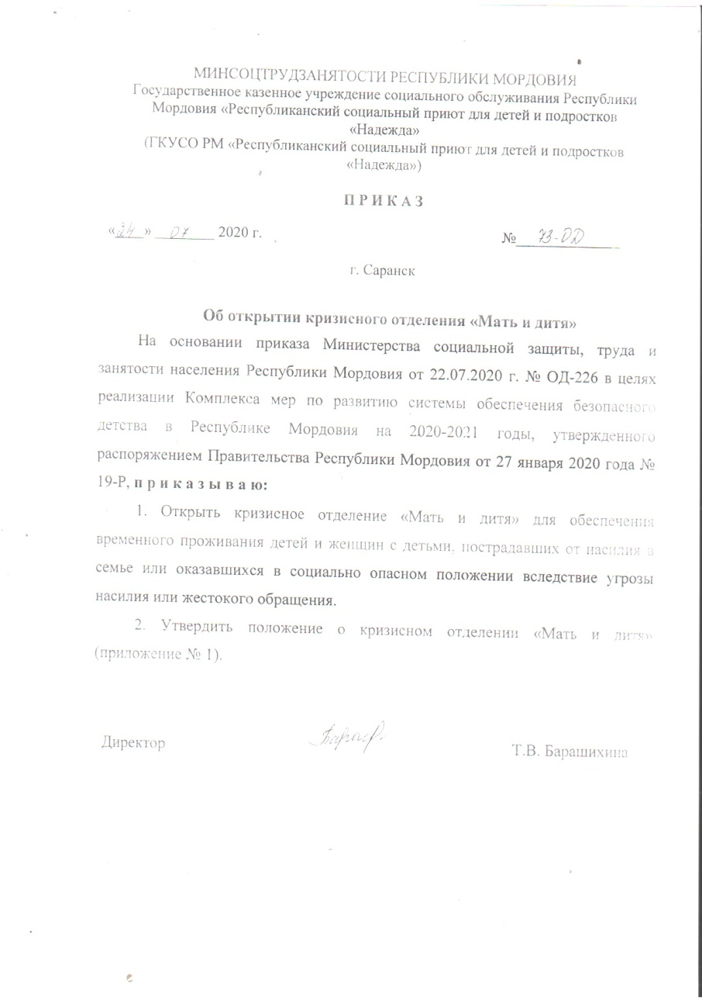 МИНСОЦТРУДЗАНЯТОСТИ РЕСПУБЛИКИ МОРДОВИЯ
Государственное казенное учреждение социального обслуживания Республики
Мордовия «Республиканский социальный приют для детей и подростков
«Надежда»
(ГКУСО РМ «Республиканский социальный приют для детей и подростков
«Надежда»)
П Р И К А З
«24» 07 2020 г. № 73-ОД
г. Саранск
Об открытии кризисного отделения «Мать и дитя»
На основании приказа Министерства социальной защиты, труда и
занятости населения Республики Мордовия от 22.07.2020 г. № ОД-226 в целях
реализации Комплекса мер по развитию системы обеспечения безопасного
детства в Республике Мордовия на 2020-2021 годы, утвержденного
распоряжением Правительства Республики Мордовия от 27 января 2020 года №
19-Р, п р и к а з ы в а ю:
1. Открыть кризисное отделение «Мать и дитя» для обеспечения
временного проживания детей и женщин с детьми, пострадавших от насилия в
семье или оказавшихся в социально опасном положении вследствие угрозы
насилия или жестокого обращения.
2. Утвердить положение о кризисном отделении «Мать и дитя»
(приложение № 1).
Директор Т.В. Барашихина